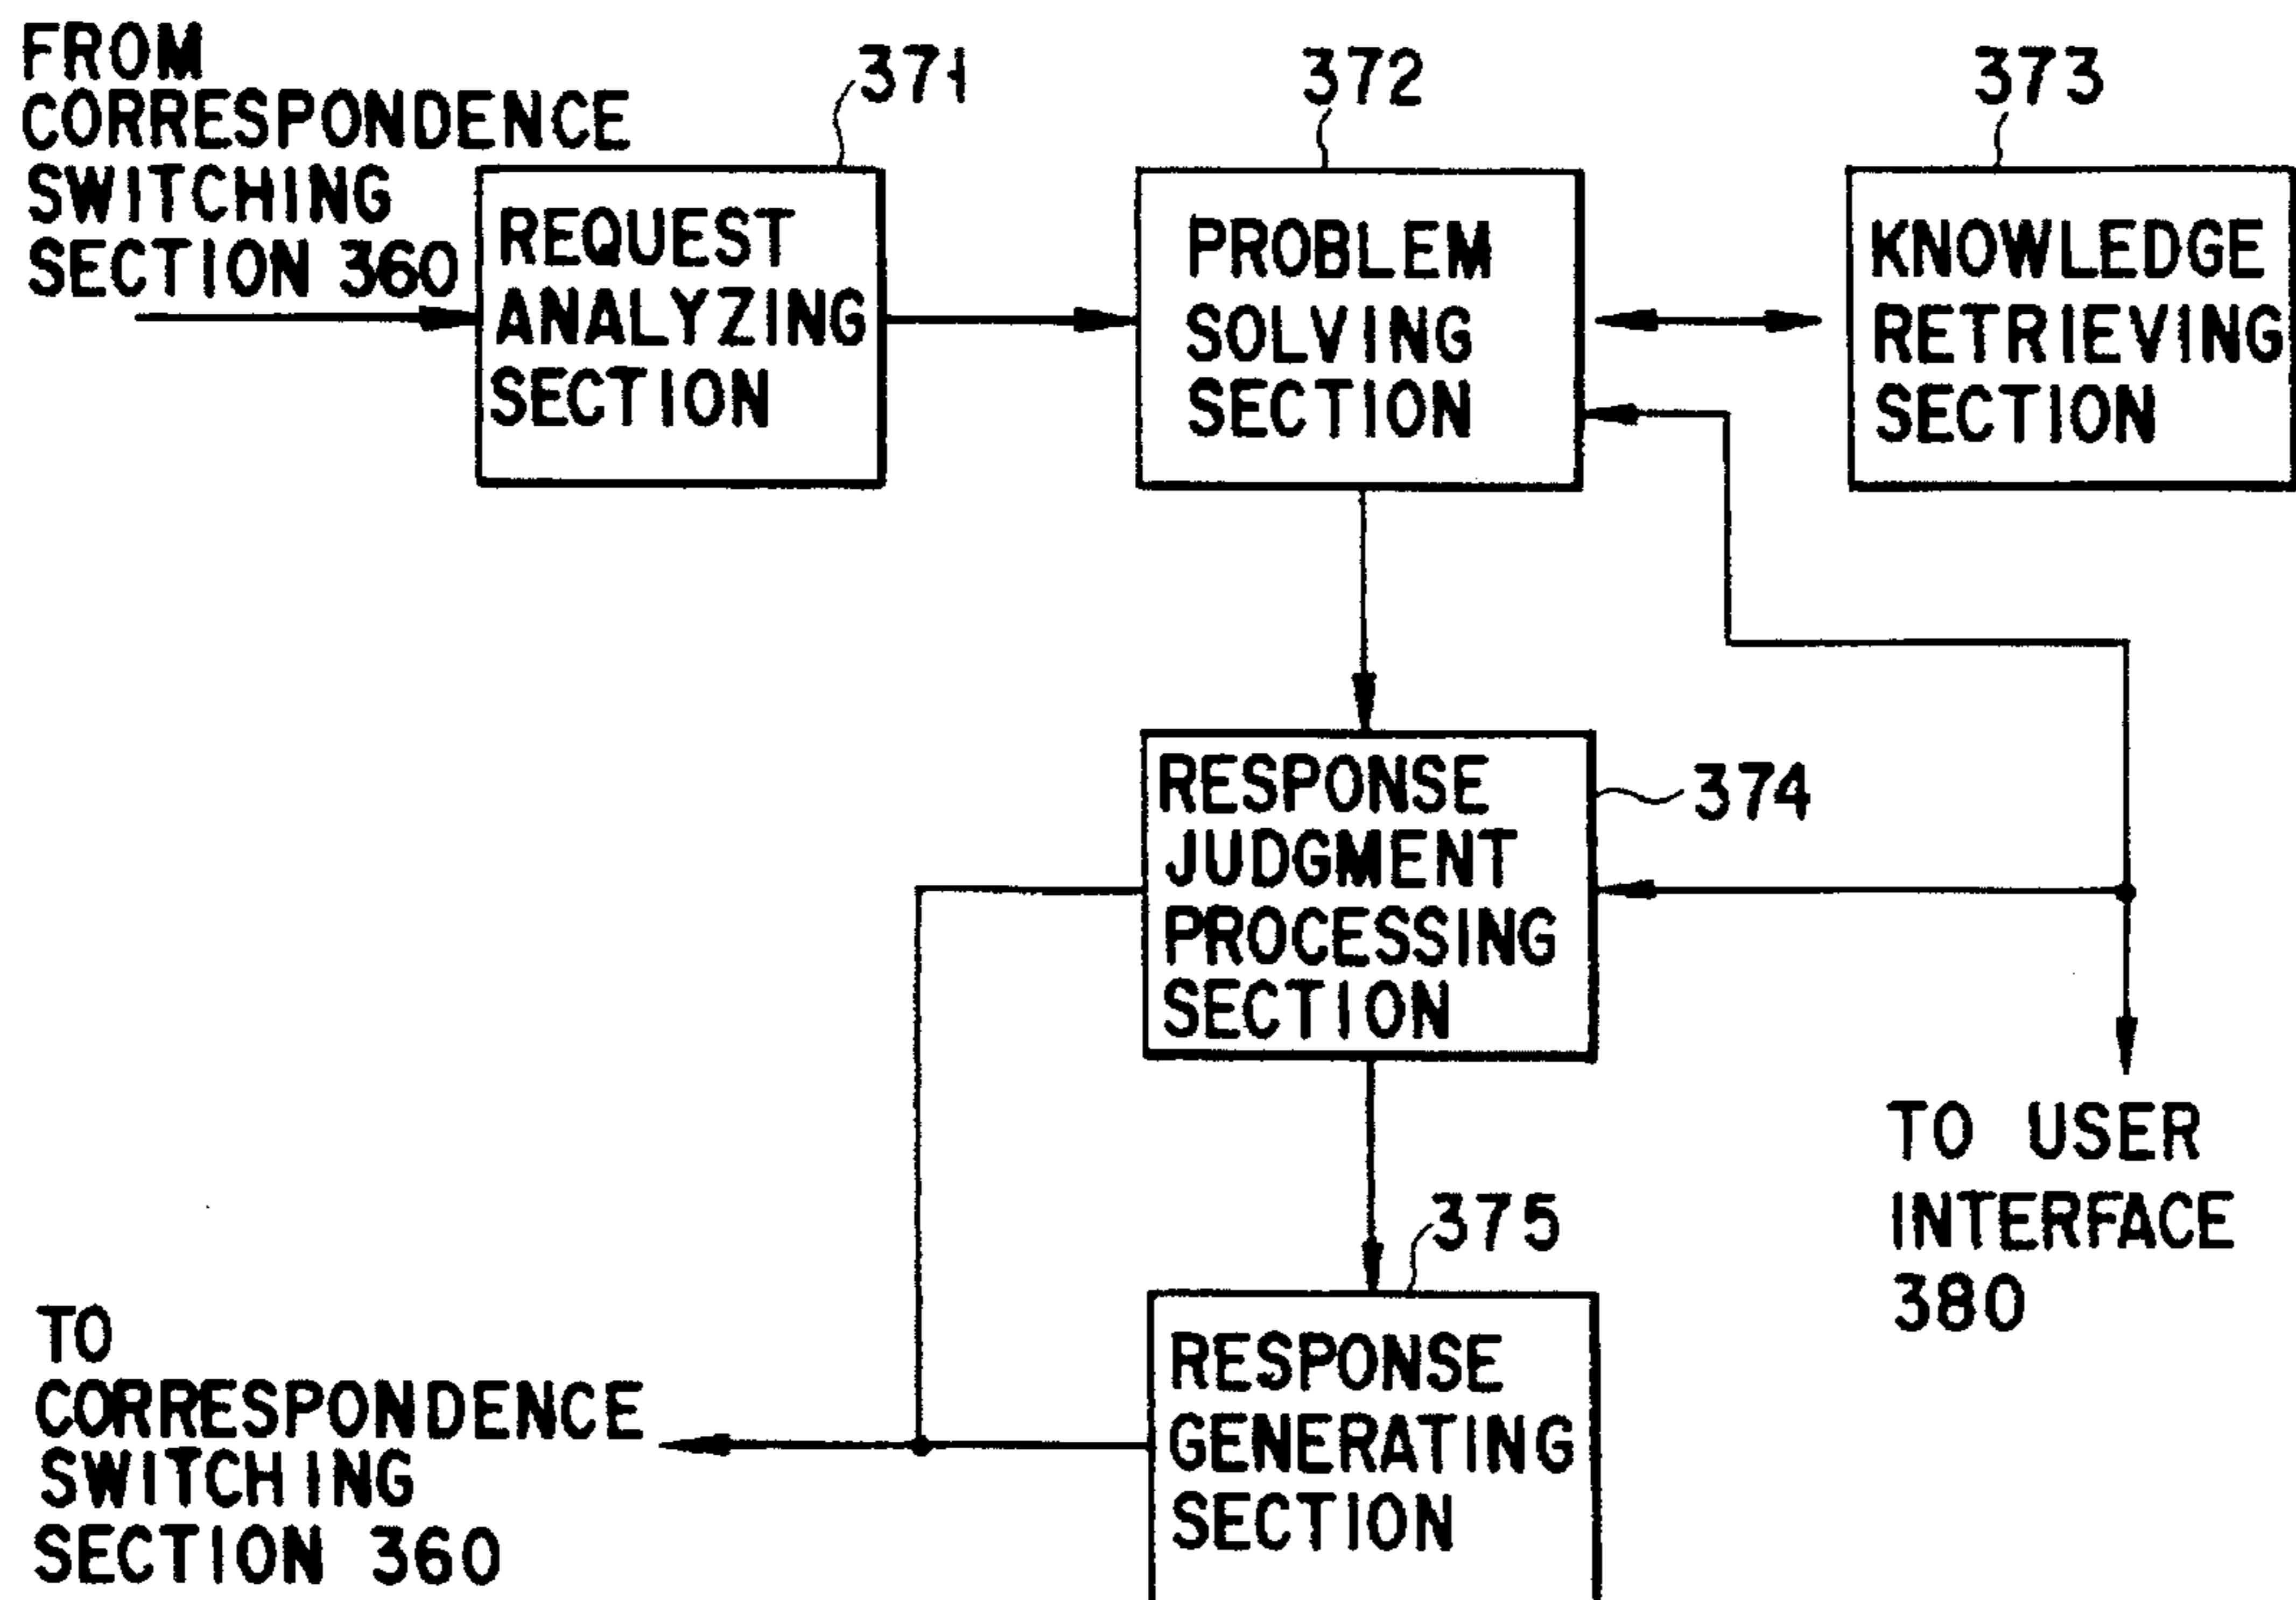 FROM
CORRESPONDENCE
SWITCHING
SECTION 360
371
REQUEST
ANALYZING
SECTION
372
PROBLEM
SOLVING
SECTION
373
KNOWLEDGE
RETRIEVING
SECTION
RESPONSE
JUDGMENT
PROCESSING
SECTION
374
TO USER
INTERFACE
380
375
RESPONSE
GENERATING
SECTION
TO
CORRESPONDENCE
SWITCHING
SECTION 360